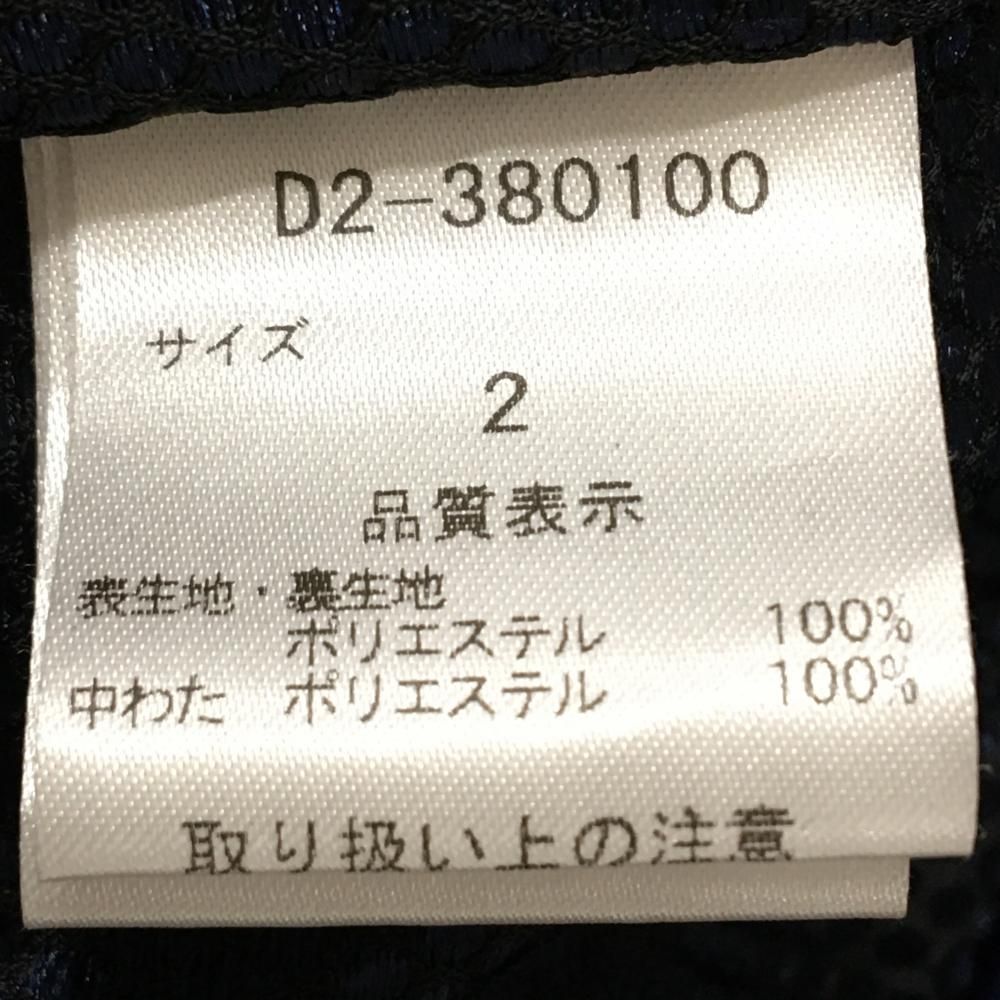 D2-380100
サイズ
2
品質表示
表生地・裏生地
ポリエステル 100%
中わた ポリエステル 100%
取り扱い上の注意